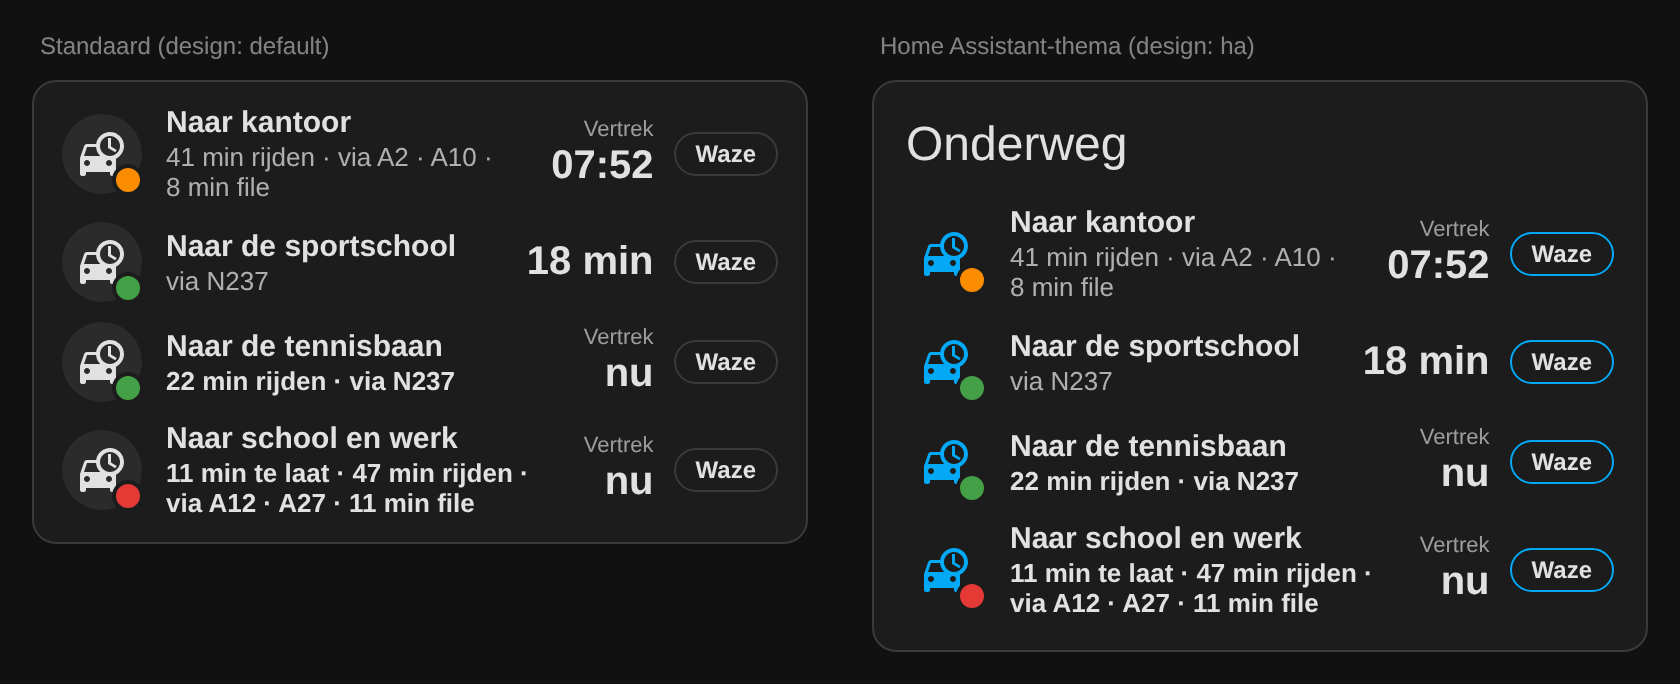 Standaard (design: default)
Naar kantoor
41 min rijden · via A2 · A10 ·
8 min file
Vertrek
07:52
Waze
Naar de sportschool
via N237
18 min
Waze
Naar de tennisbaan
22 min rijden · via N237
Vertrek
nu
Waze
Naar school en werk
11 min te laat · 47 min rijden ·
via A12 · A27 · 11 min file
Vertrek
nu
Waze
Home Assistant-thema (design: ha)
Onderweg
Naar kantoor
41 min rijden · via A2 · A10 ·
8 min file
Vertrek
07:52
Waze
Naar de sportschool
via N237
18 min
Waze
Naar de tennisbaan
22 min rijden · via N237
Vertrek
nu
Waze
Naar school en werk
11 min te laat · 47 min rijden ·
via A12 · A27 · 11 min file
Vertrek
nu
Waze